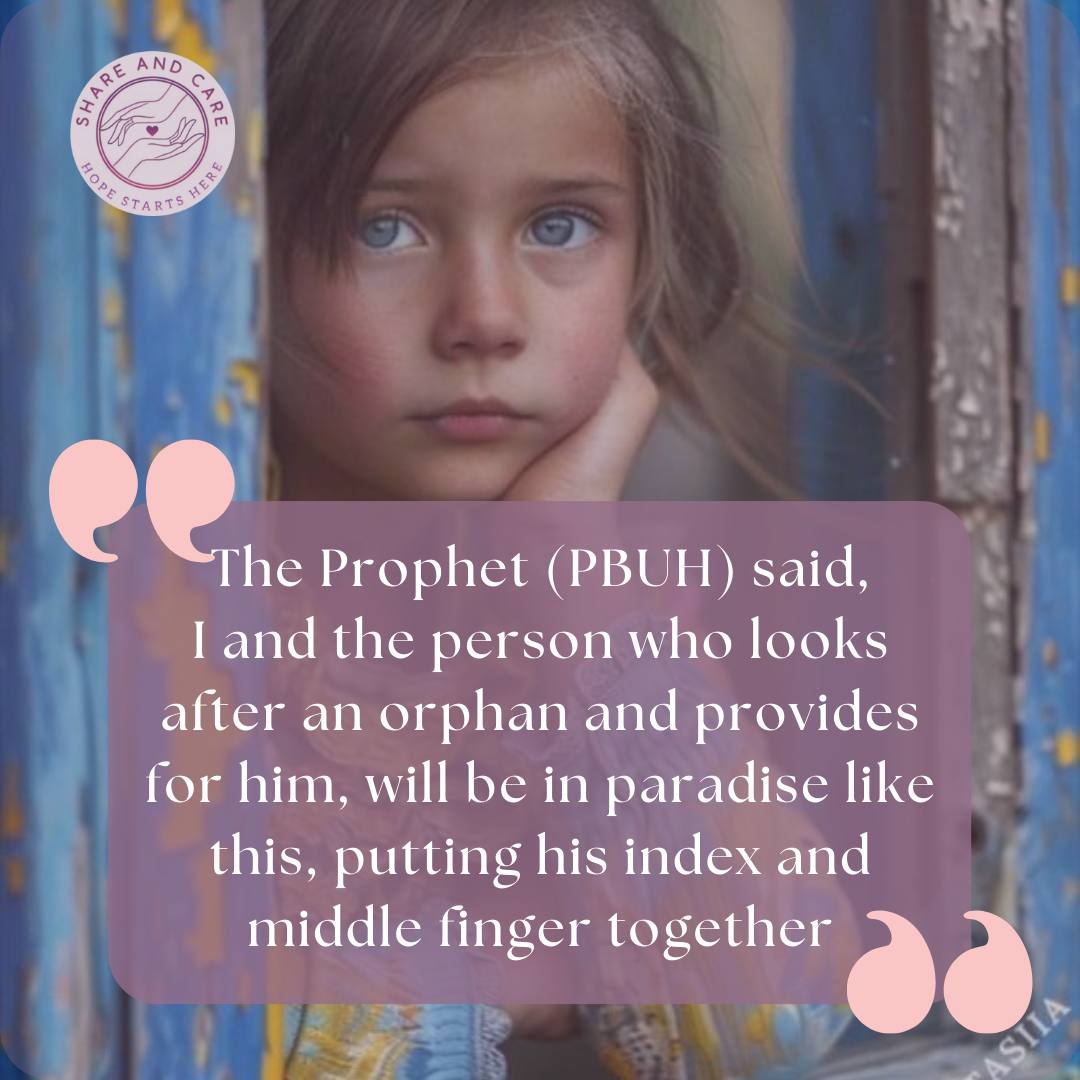 SHARE AND CARE
HOPE STARTS HERE
The Prophet (PBUH) said,
I and the person who looks
after an orphan and provides
for him, will be in paradise like
this, putting his index and
middle finger together